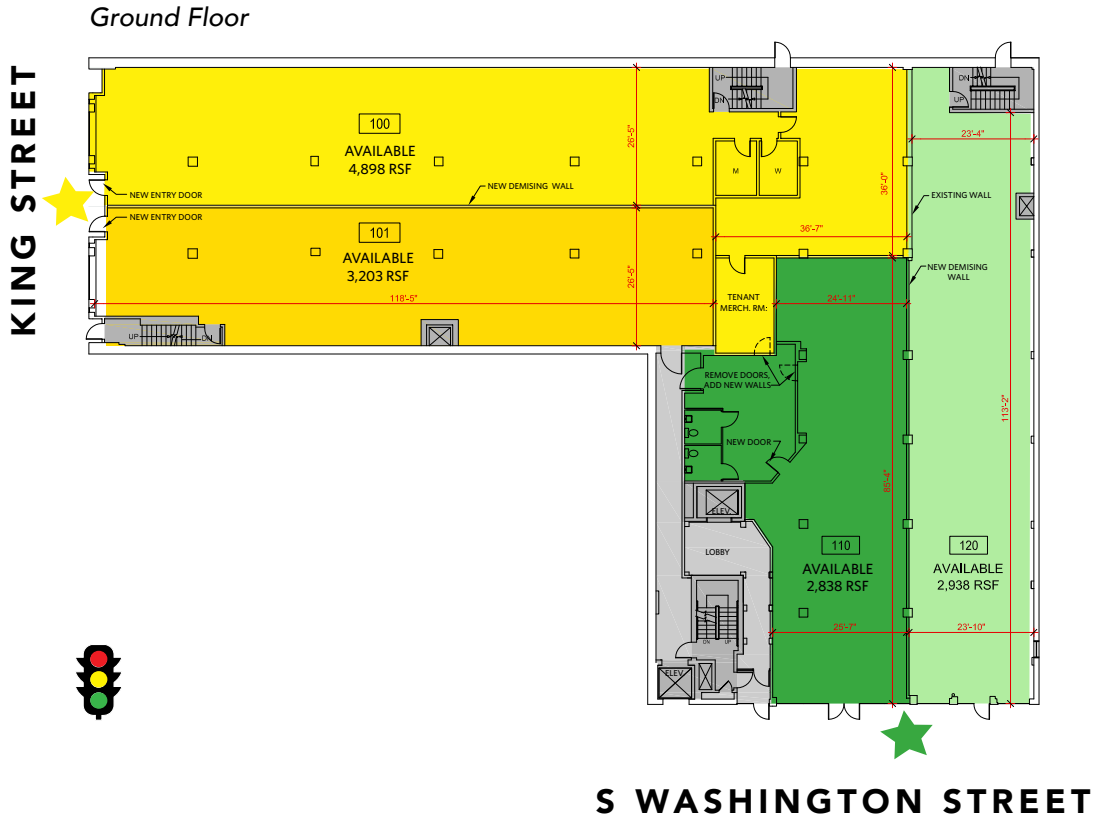 Ground Floor
KING STREET
UP
DN
DN
UP
100
AVAILABLE
4,898 RSF
26'-5"
23'-4"
M
W
36'-0"
NEW ENTRY DOOR
NEW DEMISING WALL
EXISTING WALL
NEW ENTRY DOOR
101
AVAILABLE
3,203 RSF
36'-7"
26'-6"
NEW DEMISING
WALL
118'-5"
TENANT
MERCH. RM:
24'-11"
UP
DN
REMOVE DOORS,
ADD NEW WALLS
113'-2"
NEW DOOR
85'-4"
ELEV.
LOBBY
110
AVAILABLE
2,838 RSF
120
AVAILABLE
2,938 RSF
25'-7"
23'-10"
DN
UP
ELEV.
S WASHINGTON STREET